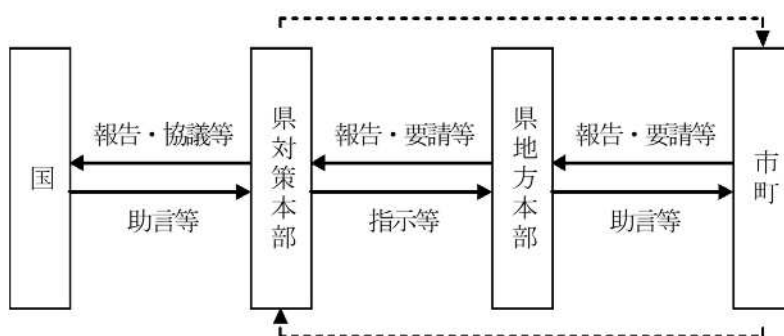 国
報告・協議等
助言等
県対策本部
報告・要請等
指示等
県地方本部
報告・要請等
助言等
市町